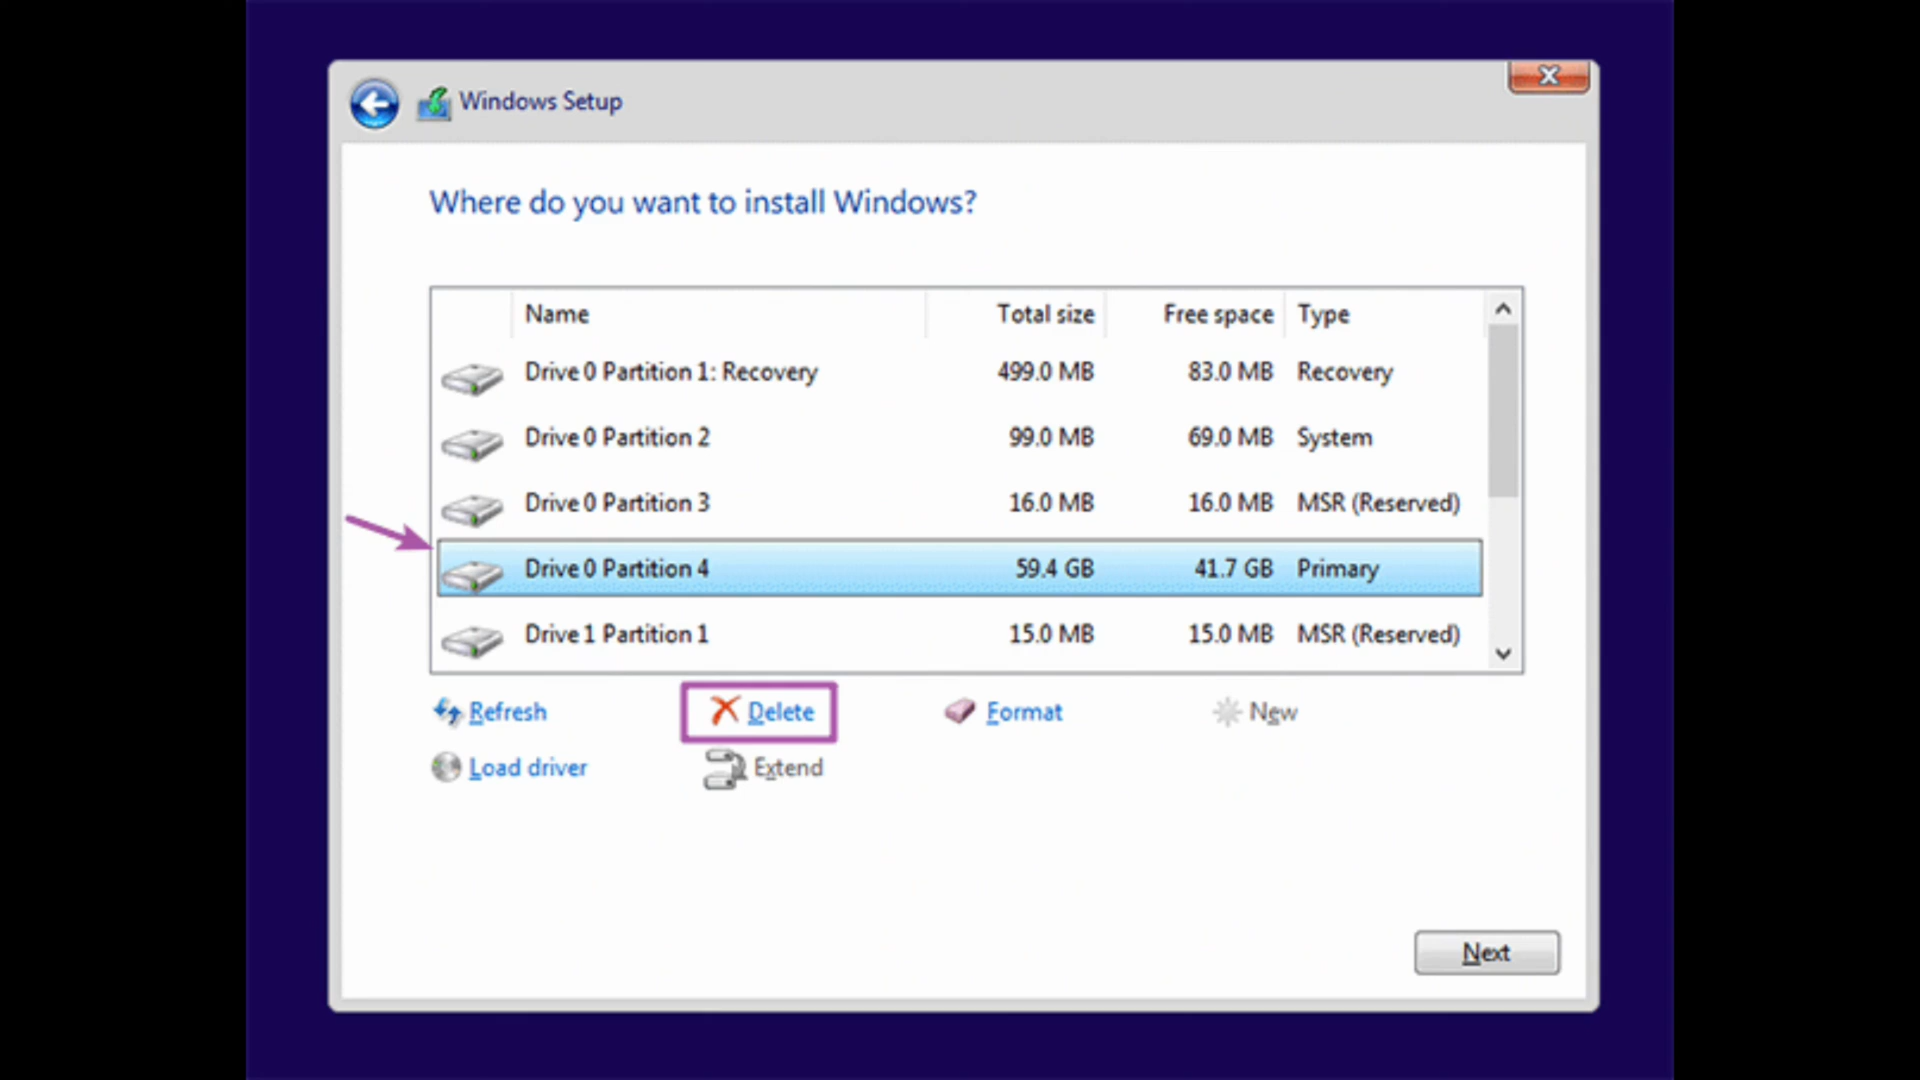 Windows Setup
Where do you want to install Windows?
Name Total size Free space Type
Drive 0 Partition 1: Recovery 499.0 MB 83.0 MB Recovery
Drive 0 Partition 2 99.0 MB 69.0 MB System
Drive 0 Partition 3 16.0 MB 16.0 MB MSR (Reserved)
Drive 0 Partition 4 59.4 GB 41.7 GB Primary
Drive 1 Partition 1 15.0 MB 15.0 MB MSR (Reserved)
Refresh Delete Format New
Load driver Extend
Next